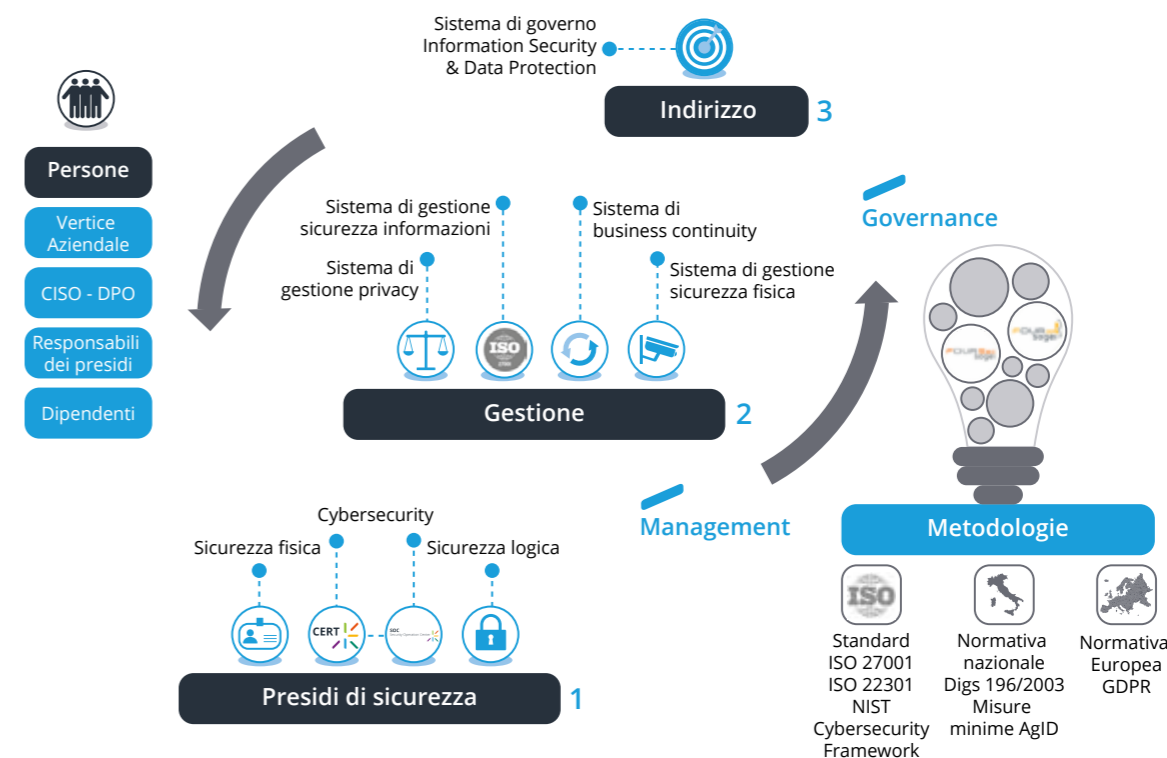 Sistema di governo
Information Security
& Data Protection
Indirizzo
3
Persone
Vertice
Aziendale
CISO - DPO
Responsabili
dei presidi
Dipendenti
Sistema di gestione
sicurezza informazioni
Sistema di
business continuity
Sistema di
gestione privacy
Sistema di gestione
sicurezza fisica
ISO
Gestione
2
Governance
Management
Cybersecurity
Sicurezza fisica
Sicurezza logica
CERT
SOC
Presidi di sicurezza
1
Metodologie
ISO
Standard
ISO 27001
ISO 22301
NIST
Cybersecurity
Framework
Normativa
nazionale
Digs 196/2003
Misure
minime AgID
Normativa
Europea
GDPR